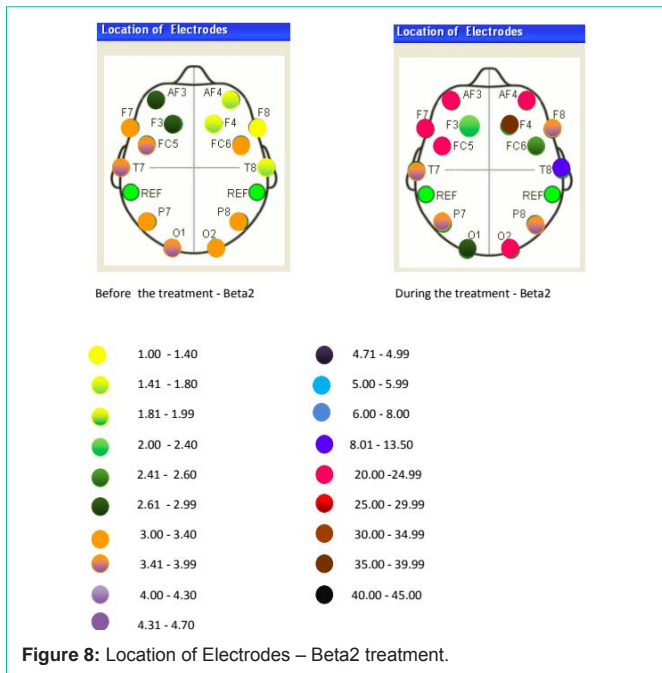 Location of Electrodes
AF3 AF4
F7 F3 F4 F8
FC5 FC6
T7 T8
REF REF
P7 P8
O1 O2
Before the treatment - Beta2
Location of Electrodes
AF3 AF4
F7 F3 F4 F8
FC5 FC6
T7 T8
REF REF
P7 P8
O1 O2
During the treatment - Beta2
1.00 - 1.40
1.41 - 1.80
1.81 - 1.99
2.00 - 2.40
2.41 - 2.60
2.61 - 2.99
3.00 - 3.40
3.41 - 3.99
4.00 - 4.30
4.31 - 4.70
4.71 - 4.99
5.00 - 5.99
6.00 - 8.00
8.01 - 13.50
20.00 -24.99
25.00 - 29.99
30.00 - 34.99
35.00 - 39.99
40.00 - 45.00
Figure 8: Location of Electrodes – Beta2 treatment.